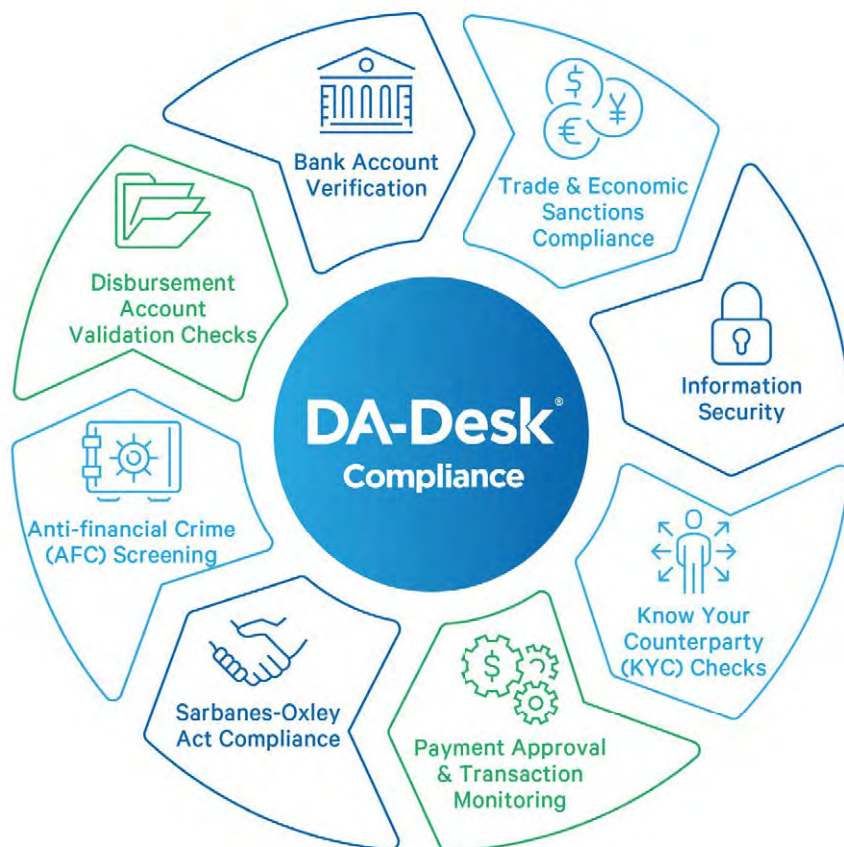 Bank Account
Verification
Trade & Economic
Sanctions
Compliance
Information
Security
Know Your
Counterparty
(KYC) Checks
Payment Approval
& Transaction
Monitoring
Sarbanes-Oxley
Act Compliance
Anti-financial Crime
(AFC) Screening
Disbursement
Account
Validation Checks
DA-Desk®
Compliance
$
¥
€
$